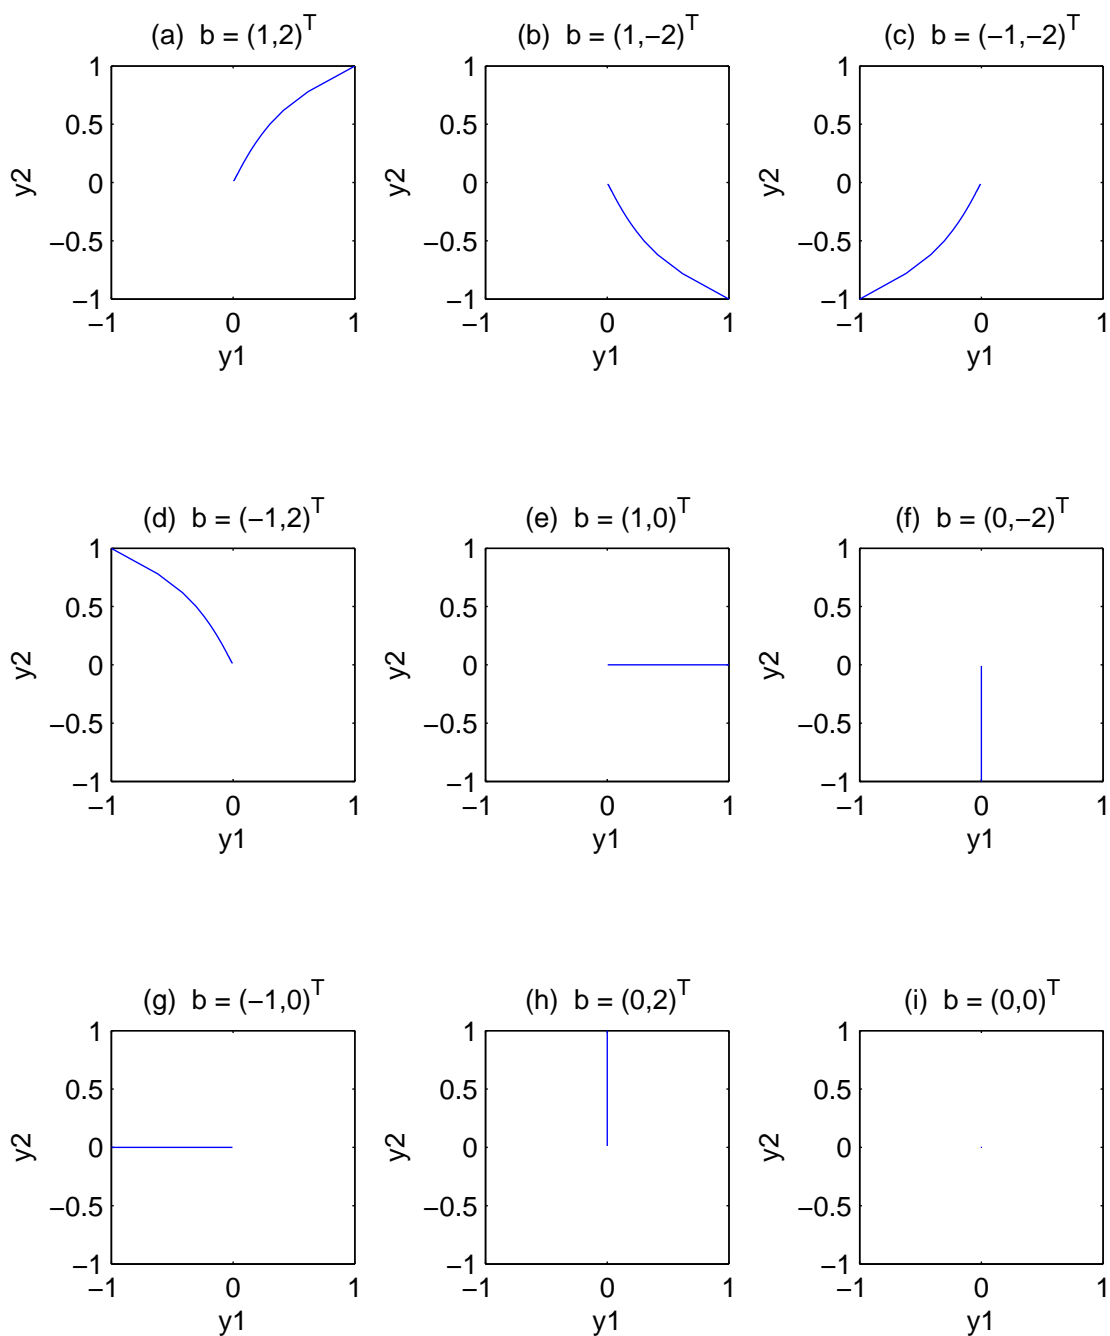 (a)  b = (1,2)^T
(b)  b = (1,−2)^T
(c)  b = (−1,−2)^T
1
0.5
0
−0.5
−1
−1 0 1
y1
y2
1
0.5
0
−0.5
−1
−1 0 1
y1
y2
1
0.5
0
−0.5
−1
−1 0 1
y1
y2
(d)  b = (−1,2)^T
(e)  b = (1,0)^T
(f)  b = (0,−2)^T
1
0.5
0
−0.5
−1
−1 0 1
y1
y2
1
0.5
0
−0.5
−1
−1 0 1
y1
y2
1
0.5
0
−0.5
−1
−1 0 1
y1
y2
(g)  b = (−1,0)^T
(h)  b = (0,2)^T
(i)  b = (0,0)^T
1
0.5
0
−0.5
−1
−1 0 1
y1
y2
1
0.5
0
−0.5
−1
−1 0 1
y1
y2
1
0.5
0
−0.5
−1
−1 0 1
y1
y2